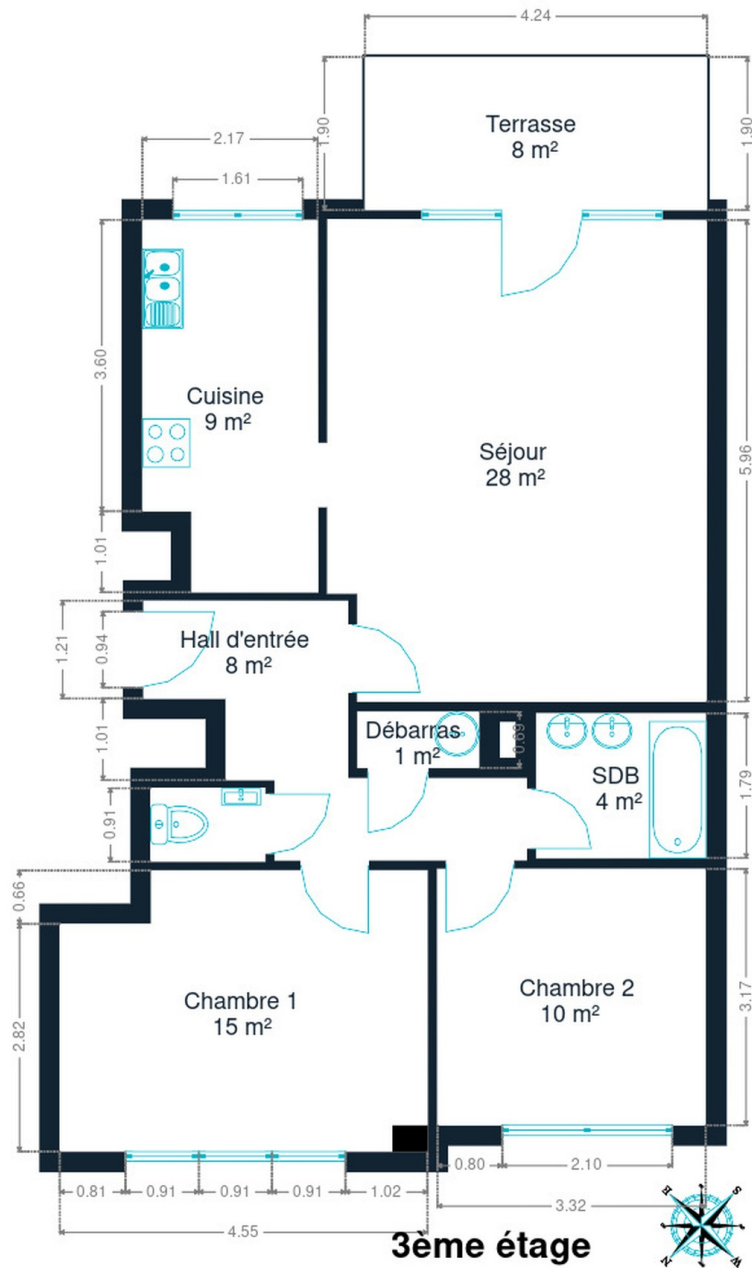 4.24
1.90
1.90
Terrasse
8 m²
2.17
1.61
3.60
Cuisine
9 m²
Séjour
28 m²
5.96
1.01
1.21
0.94
Hall d'entrée
8 m²
1.01
Débarras
1 m²
0.69
SDB
4 m²
1.79
0.91
0.66
Chambre 1
15 m²
Chambre 2
10 m²
2.82
3.17
0.81
0.91
0.91
0.91
1.02
0.80
2.10
4.55
3.32
3ème étage
S
W
N